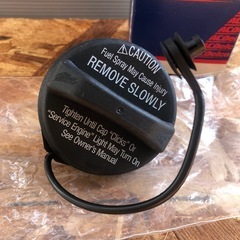 ⚠CAUTION
Fuel Spray May Cause Injury
REMOVE SLOWLY
Tighten Until Cap "Clicks" Or
"Service Engine" Light May Turn On
See Owner's Manual